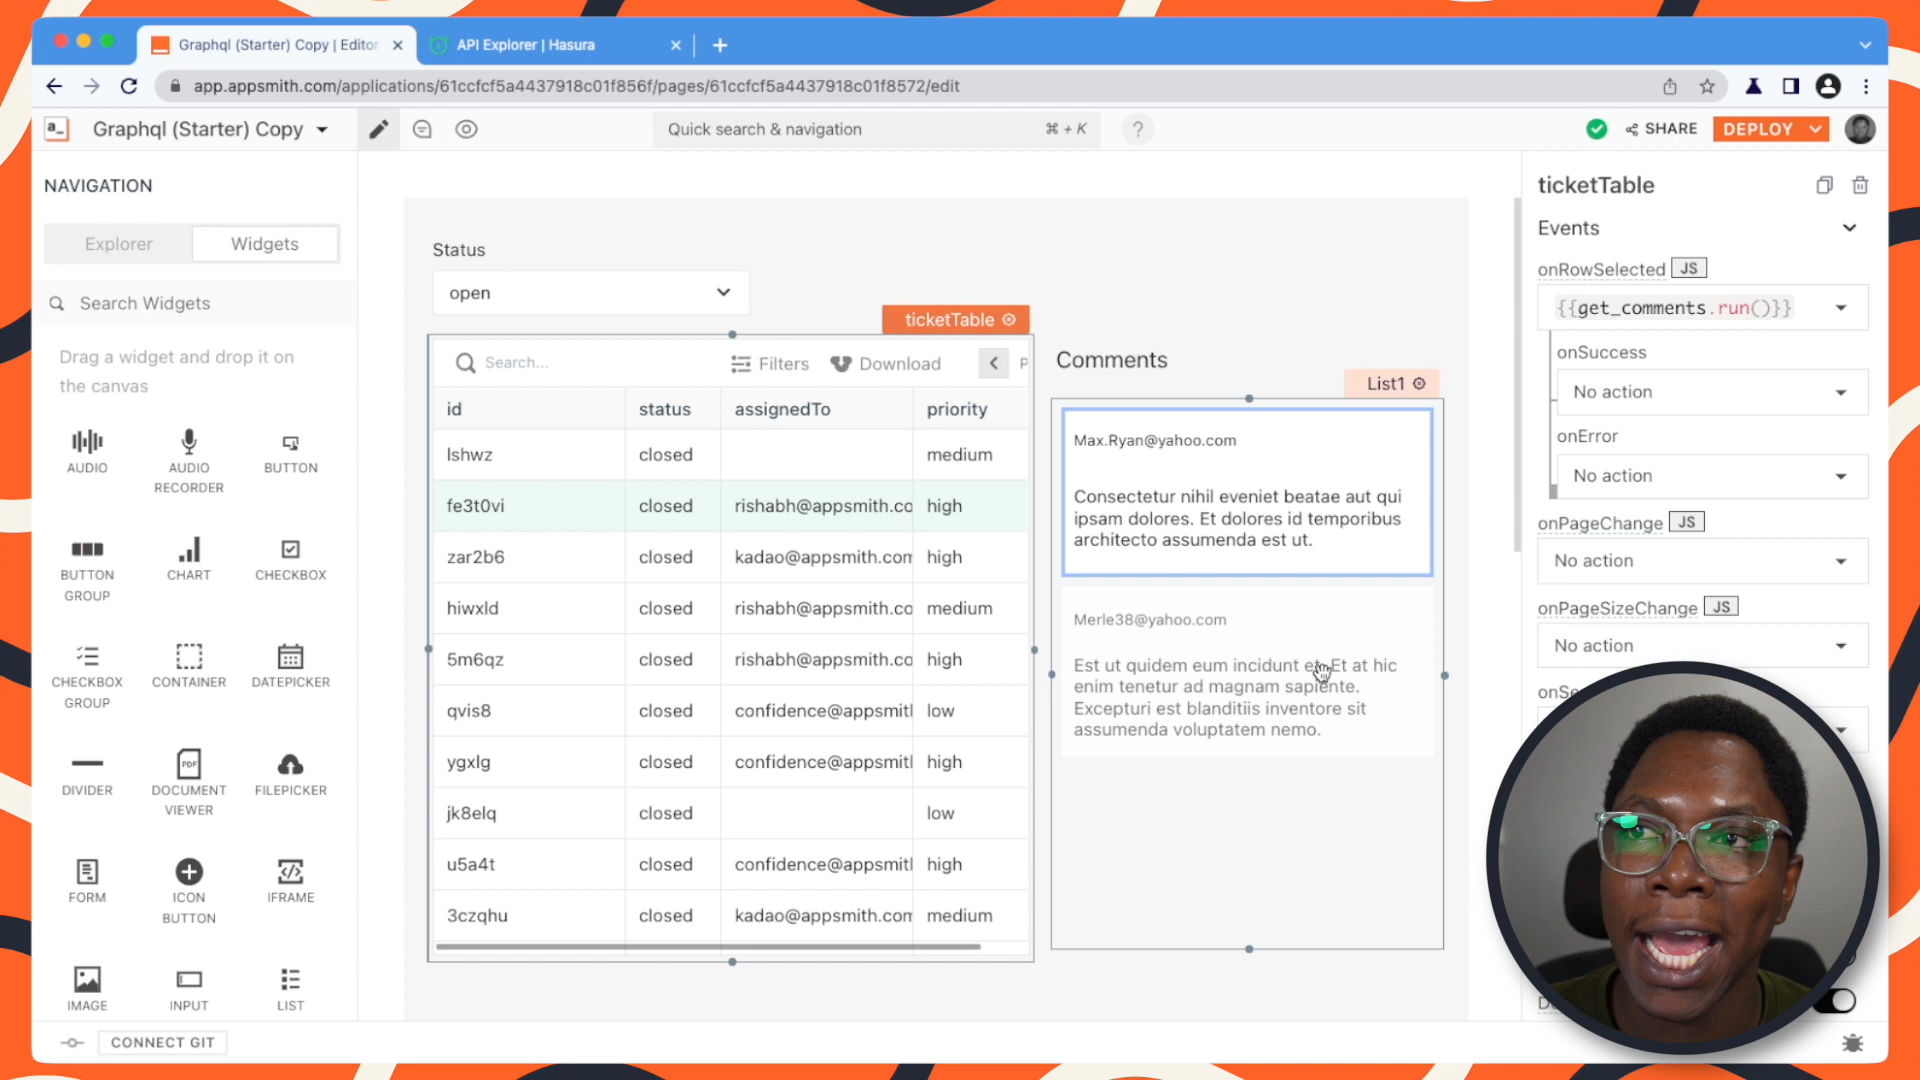 Graphql (Starter) Copy | Editor
API Explorer | Hasura
app.appsmith.com/applications/61ccfcf5a4437918c01f856f/pages/61ccfcf5a4437918c01f8572/edit
a_
Graphql (Starter) Copy
Quick search & navigation
⌘ + K
?
SHARE
DEPLOY
NAVIGATION
Explorer
Widgets
Search Widgets
Drag a widget and drop it on
the canvas
AUDIO
AUDIO
RECORDER
BUTTON
BUTTON
GROUP
CHART
CHECKBOX
CHECKBOX
GROUP
CONTAINER
DATEPICKER
DIVIDER
PDF
DOCUMENT
VIEWER
FILEPICKER
FORM
ICON
BUTTON
IFRAME
IMAGE
INPUT
LIST
CONNECT GIT
Status
open
ticketTable
Search...
Filters
Download
id status assignedTo priority
lshwz closed medium
fe3t0vi closed rishabh@appsmith.co high
zar2b6 closed kadao@appsmith.com high
hiwxld closed rishabh@appsmith.co medium
5m6qz closed rishabh@appsmith.co high
qvis8 closed confidence@appsmitl low
ygxlg closed confidence@appsmitl high
jk8elq closed low
u5a4t closed confidence@appsmitl high
3czqhu closed kadao@appsmith.com medium
Comments
List1
Max.Ryan@yahoo.com
Consectetur nihil eveniet beatae aut qui
ipsam dolores. Et dolores id temporibus
architecto assumenda est ut.
Merle38@yahoo.com
Est ut quidem eum incidunt Et at hic
enim tenetur ad magnam sapiente.
Excepturi est blanditiis inventore sit
assumenda voluptatem nemo.
ticketTable
Events
onRowSelected JS
{{get_comments.run()}}
onSuccess
No action
onError
No action
onPageChange JS
No action
onPageSizeChange JS
No action